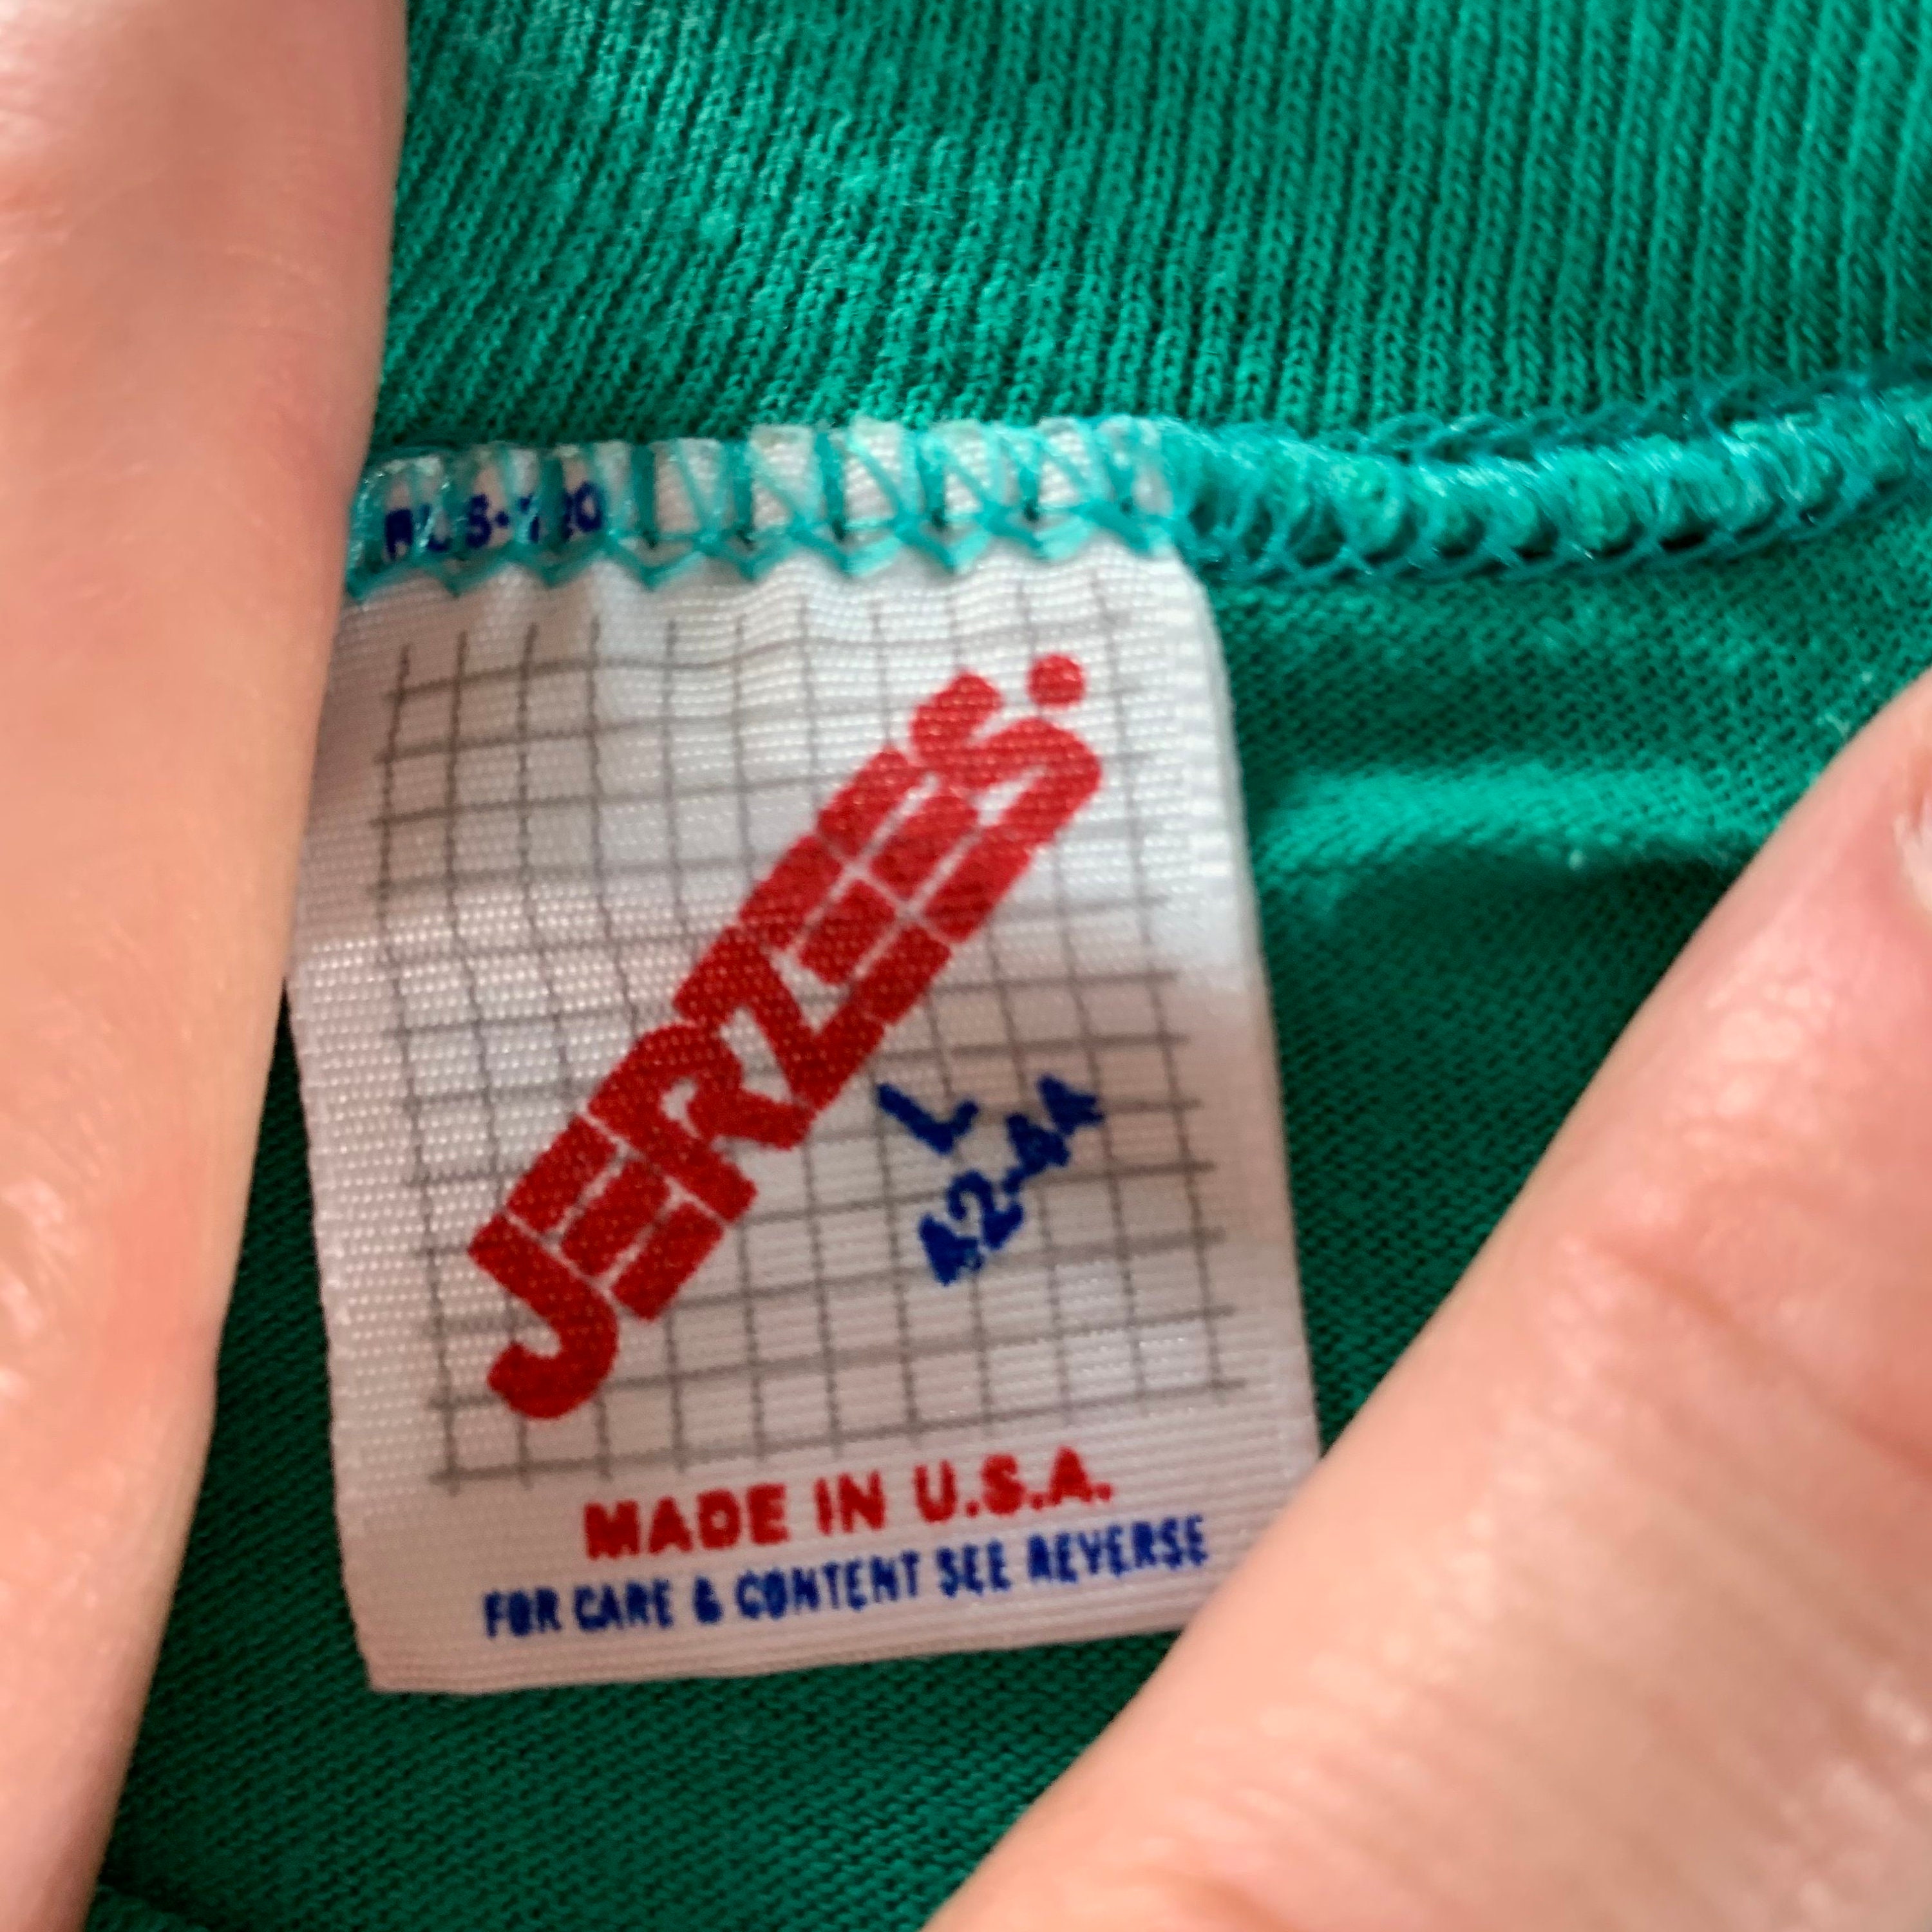 JERZEES.
L
42-44
MADE IN U.S.A.
FOR CARE & CONTENT SEE REVERSE